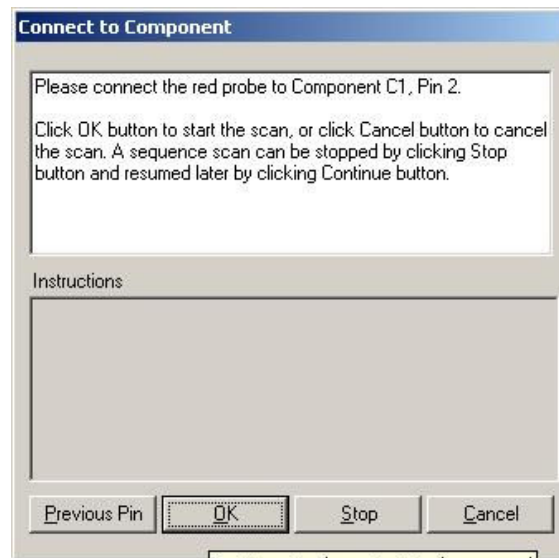 Connect to Component
Please connect the red probe to Component C1, Pin 2.
Click OK button to start the scan, or click Cancel button to cancel
the scan. A sequence scan can be stopped by clicking Stop
button and resumed later by clicking Continue button.
Instructions
Previous Pin OK Stop Cancel